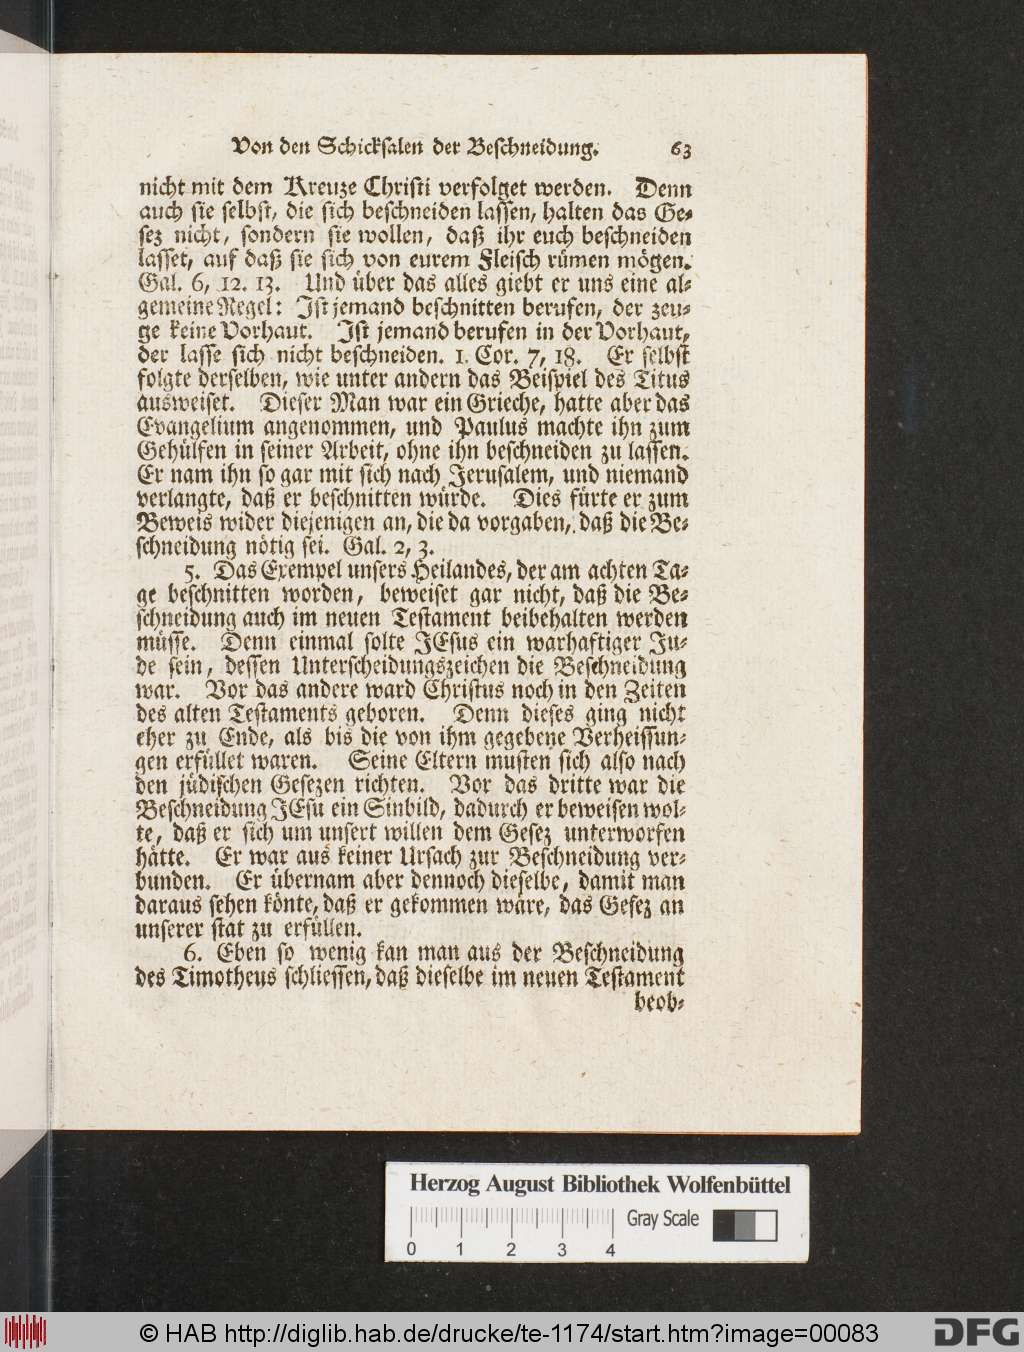 Von den Schicksalen der Beschneidung. 63
nicht mit dem Kreuze Christi verfolget werden. Denn
auch sie selbst, die sich beschneiden lassen, halten das Ge-
sez nicht, sondern sie wollen, daß ihr euch beschneiden
lasset, auf daß sie sich von eurem Fleisch rümen mögen.
Gal. 6, 12. 13. Und über das alles giebt er uns eine al-
gemeine Regel: Ist jemand beschnitten berufen, der zeu-
ge keine Vorhaut. Ist jemand berufen in der Vorhaut,
der lasse sich nicht beschneiden. 1. Cor. 7, 18. Er selbst
folgte derselben, wie unter andern das Beispiel des Titus
ausweiset. Dieser Man war ein Grieche, hatte aber das
Evangelium angenommen, und Paulus machte ihn zum
Gehülfen in seiner Arbeit, ohne ihn beschneiden zu lassen.
Er nam ihn so gar mit sich nach Jerusalem, und niemand
verlangte, daß er beschnitten würde. Dies fürte er zum
Beweis wider diejenigen an, die da vorgaben, daß die Be-
schneidung nötig sei. Gal. 2, 3.
5. Das Exempel unsers Heilandes, der am achten Ta-
ge beschnitten worden, beweiset gar nicht, daß die Be-
schneidung auch im neuen Testament beibehalten werden
müsse. Denn einmal solte JEsus ein warhaftiger Ju-
de sein, dessen Unterscheidungszeichen die Beschneidung
war. Vor das andere ward Christus noch in den Zeiten
des alten Testaments geboren. Denn dieses ging nicht
eher zu Ende, als bis die von ihm gegebene Verheissun-
gen erfüllet waren. Seine Eltern musten sich also nach
den jüdischen Gesezen richten. Vor das dritte war die
Beschneidung JEsu ein Sinbild, dadurch er beweisen wol-
te, daß er sich um unsert willen dem Gesez unterworfen
hätte. Er war aus keiner Ursach zur Beschneidung ver-
bunden. Er übernam aber dennoch dieselbe, damit man
daraus sehen könte, daß er gekommen wäre, das Gesez an
unserer stat zu erfüllen.
6. Eben so wenig kan man aus der Beschneidung
des Timotheus schliessen, daß dieselbe im neuen Testament
beob-
Herzog August Bibliothek Wolfenbüttel
Gray Scale
0 1 2 3 4
© HAB http://diglib.hab.de/drucke/te-1174/start.htm?image=00083
DFG